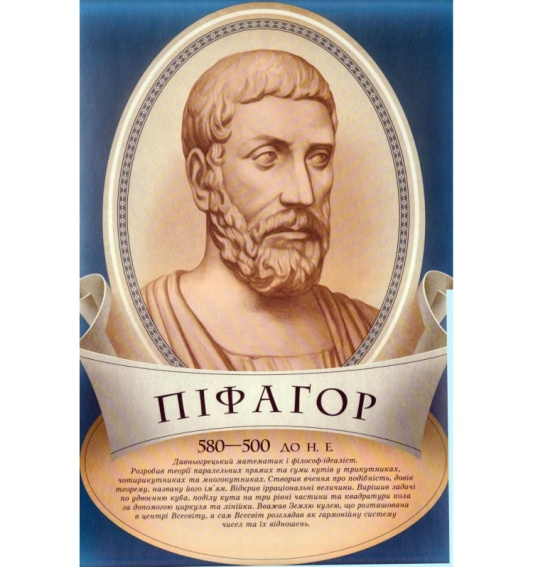 ПІФАГОР
580—500 ДО Н. Е.
Давньогрецький математик і філософ-ідеаліст.
Розробив теорії паралельних прямих та суми кутів у трикутниках,
чотирикутниках та многокутниках. Створив вчення про подібність, довів
теорему, названу його ім'ям. Відкрив ірраціональні величини. Вирішив задачі
по удвоєнню куба, поділу кута на три рівні частини та квадратури кола
за допомогою циркуля та лінійки. Вважав Землю кулею, що розташована
в центрі Всесвіту, а сам Всесвіт розглядав як гармонійну систему
чисел та їх відношень.